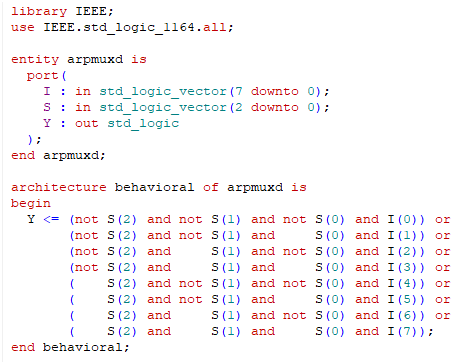 library IEEE;
use IEEE.std_logic_1164.all;

entity arpmuxd is
  port(
    I : in std_logic_vector(7 downto 0);
    S : in std_logic_vector(2 downto 0);
    Y : out std_logic
  );
end arpmuxd;

architecture behavioral of arpmuxd is
begin
  Y <= (not S(2) and not S(1) and not S(0) and I(0)) or
       (not S(2) and not S(1) and     S(0) and I(1)) or
       (not S(2) and     S(1) and not S(0) and I(2)) or
       (not S(2) and     S(1) and     S(0) and I(3)) or
       (    S(2) and not S(1) and not S(0) and I(4)) or
       (    S(2) and not S(1) and     S(0) and I(5)) or
       (    S(2) and     S(1) and not S(0) and I(6)) or
       (    S(2) and     S(1) and     S(0) and I(7));
end behavioral;